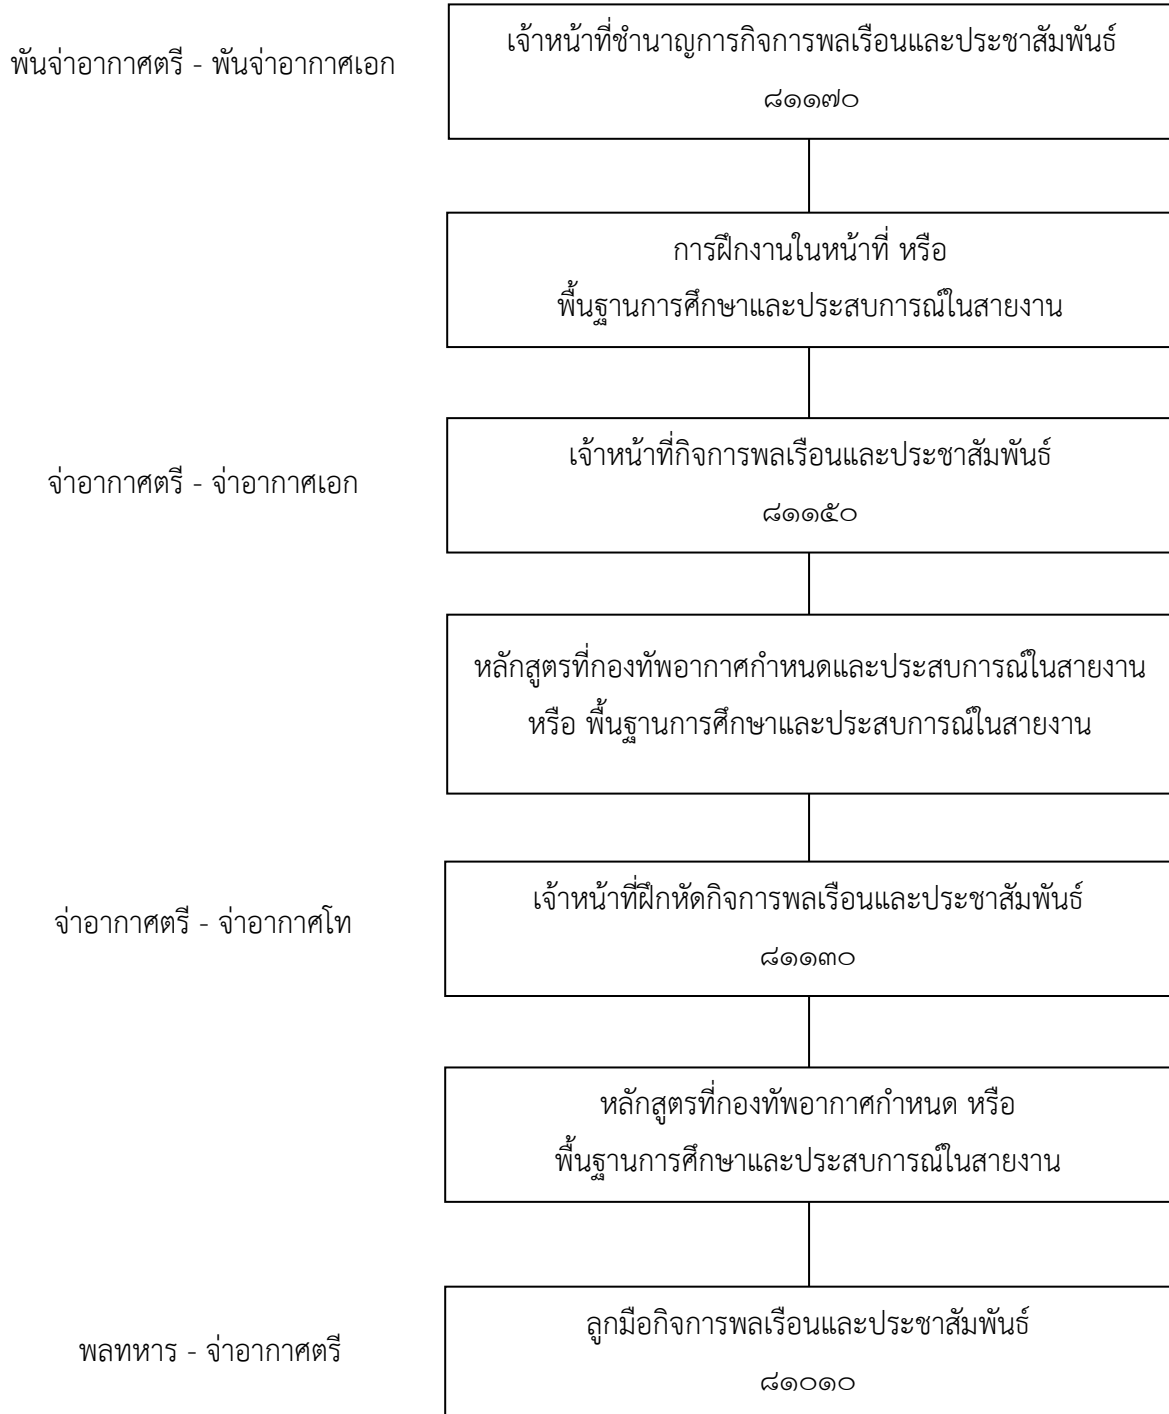 เจ้าหน้าที่ชำนาญการกิจการพลเรือนและประชาสัมพันธ์
พันจ่าอากาศตรี - พันจ่าอากาศเอก
๘๑๑๗๐
การฝึกงานในหน้าที่ หรือ
พื้นฐานการศึกษาและประสบการณ์ในสายงาน
เจ้าหน้าที่กิจการพลเรือนและประชาสัมพันธ์
จ่าอากาศตรี - จ่าอากาศเอก
๘๑๑๕๐
หลักสูตรที่กองทัพอากาศกำหนดและประสบการณ์ในสายงาน
หรือ พื้นฐานการศึกษาและประสบการณ์ในสายงาน
เจ้าหน้าที่ฝึกหัดกิจการพลเรือนและประชาสัมพันธ์
จ่าอากาศตรี - จ่าอากาศโท
๘๑๑๓๐
หลักสูตรที่กองทัพอากาศกำหนด หรือ
พื้นฐานการศึกษาและประสบการณ์ในสายงาน
ลูกมือกิจการพลเรือนและประชาสัมพันธ์
พลทหาร - จ่าอากาศตรี
๘๑๐๑๐